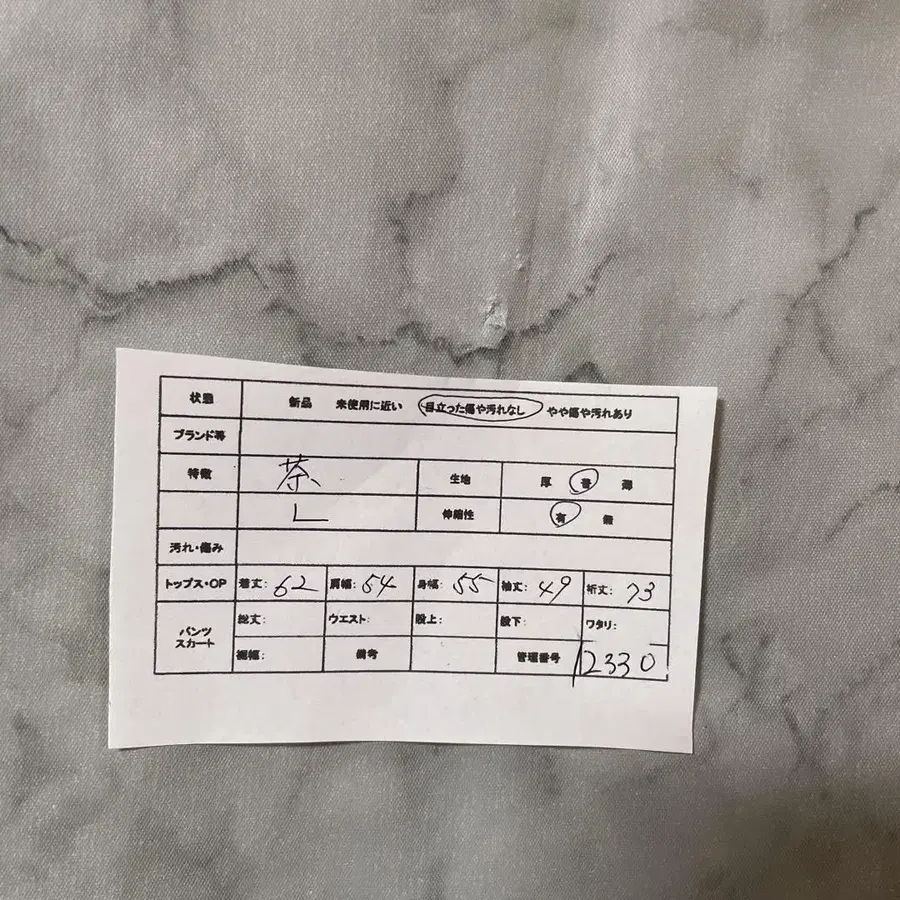 状態 新品 未使用に近い 目立った傷や汚れなし やや傷や汚れあり
ブランド等
特徴 茶 生地 厚 普 薄
L 伸縮性 有 無
汚れ・傷み
トップス・OP 着丈: 62 肩幅: 54 身幅: 55 袖丈: 49 裄丈: 73
パンツ スカート 総丈: ウエスト: 股上: 股下: ワタリ:
裾幅: 備考 管理番号 12330